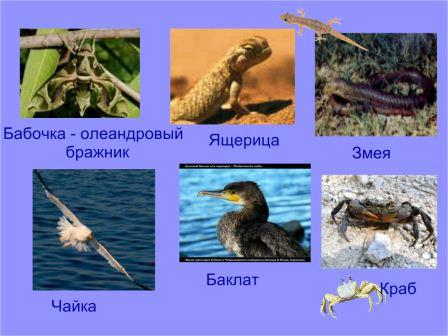 Бабочка - олеандровый
бражник
Ящерица
Змея
Чайка
Баклат
Краб